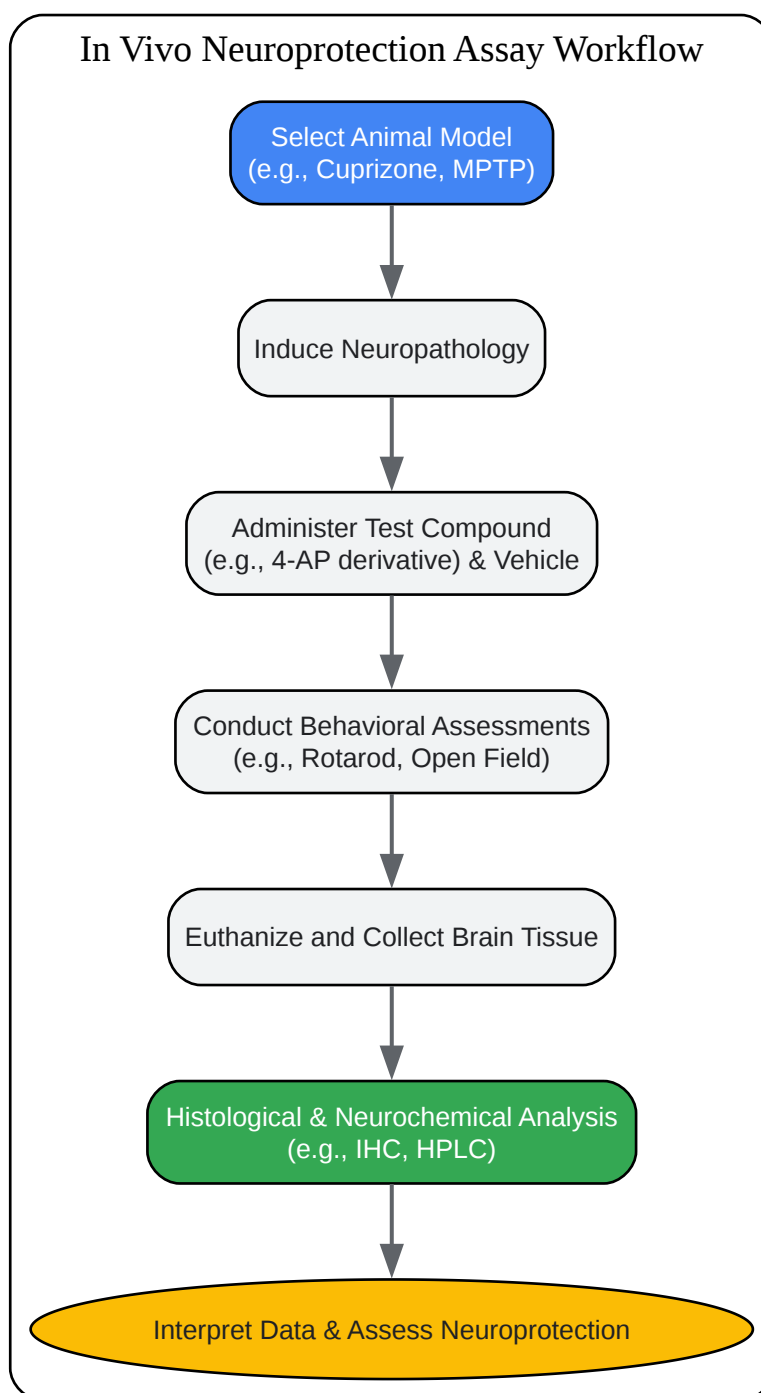 In Vivo Neuroprotection Assay Workflow
Select Animal Model
(e.g., Cuprizone, MPTP)
Induce Neuropathology
Administer Test Compound
(e.g., 4-AP derivative) & Vehicle
Conduct Behavioral Assessments
(e.g., Rotarod, Open Field)
Euthanize and Collect Brain Tissue
Histological & Neurochemical Analysis
(e.g., IHC, HPLC)
Interpret Data & Assess Neuroprotection